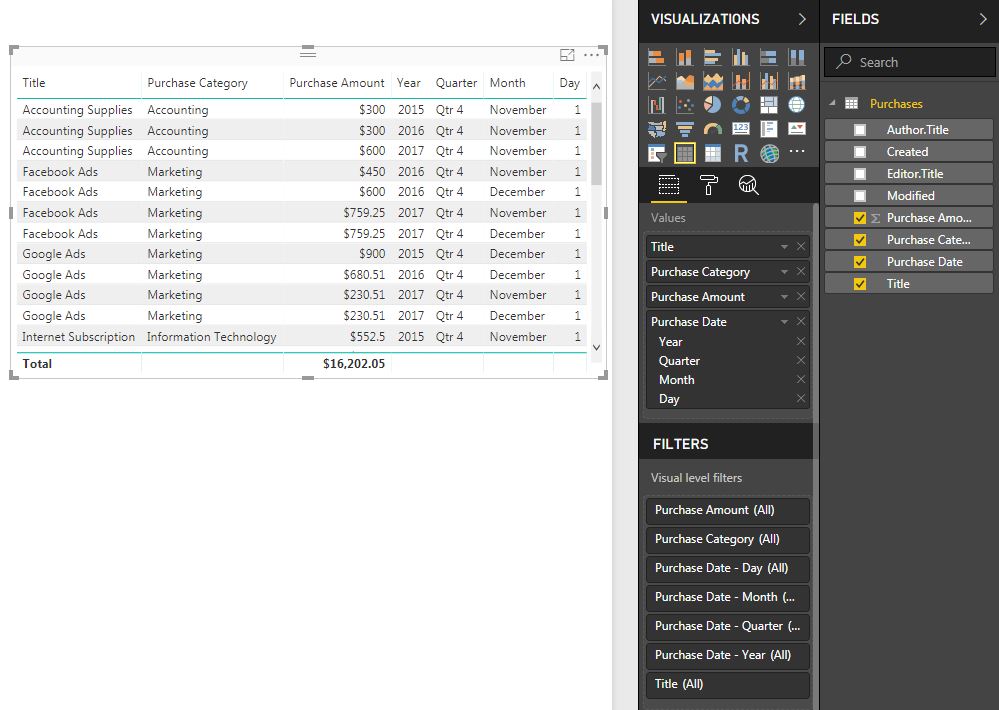 Title Purchase Category Purchase Amount Year Quarter Month Day
Accounting Supplies Accounting $300 2015 Qtr 4 November 1
Accounting Supplies Accounting $300 2016 Qtr 4 November 1
Accounting Supplies Accounting $600 2017 Qtr 4 November 1
Facebook Ads Marketing $450 2016 Qtr 4 November 1
Facebook Ads Marketing $600 2016 Qtr 4 December 1
Facebook Ads Marketing $759.25 2017 Qtr 4 November 1
Facebook Ads Marketing $759.25 2017 Qtr 4 December 1
Google Ads Marketing $900 2015 Qtr 4 December 1
Google Ads Marketing $680.51 2016 Qtr 4 December 1
Google Ads Marketing $230.51 2017 Qtr 4 November 1
Google Ads Marketing $230.51 2017 Qtr 4 December 1
Internet Subscription Information Technology $552.5 2015 Qtr 4 November 1
Total $16,202.05
VISUALIZATIONS
123
R
Values
Title
Purchase Category
Purchase Amount
Purchase Date
Year
Quarter
Month
Day
FILTERS
Visual level filters
Purchase Amount (All)
Purchase Category (All)
Purchase Date - Day (All)
Purchase Date - Month (...
Purchase Date - Quarter (...
Purchase Date - Year (All)
Title (All)
FIELDS
Search
Purchases
Author.Title
Created
Editor.Title
Modified
Σ Purchase Amo...
Purchase Cate...
Purchase Date
Title